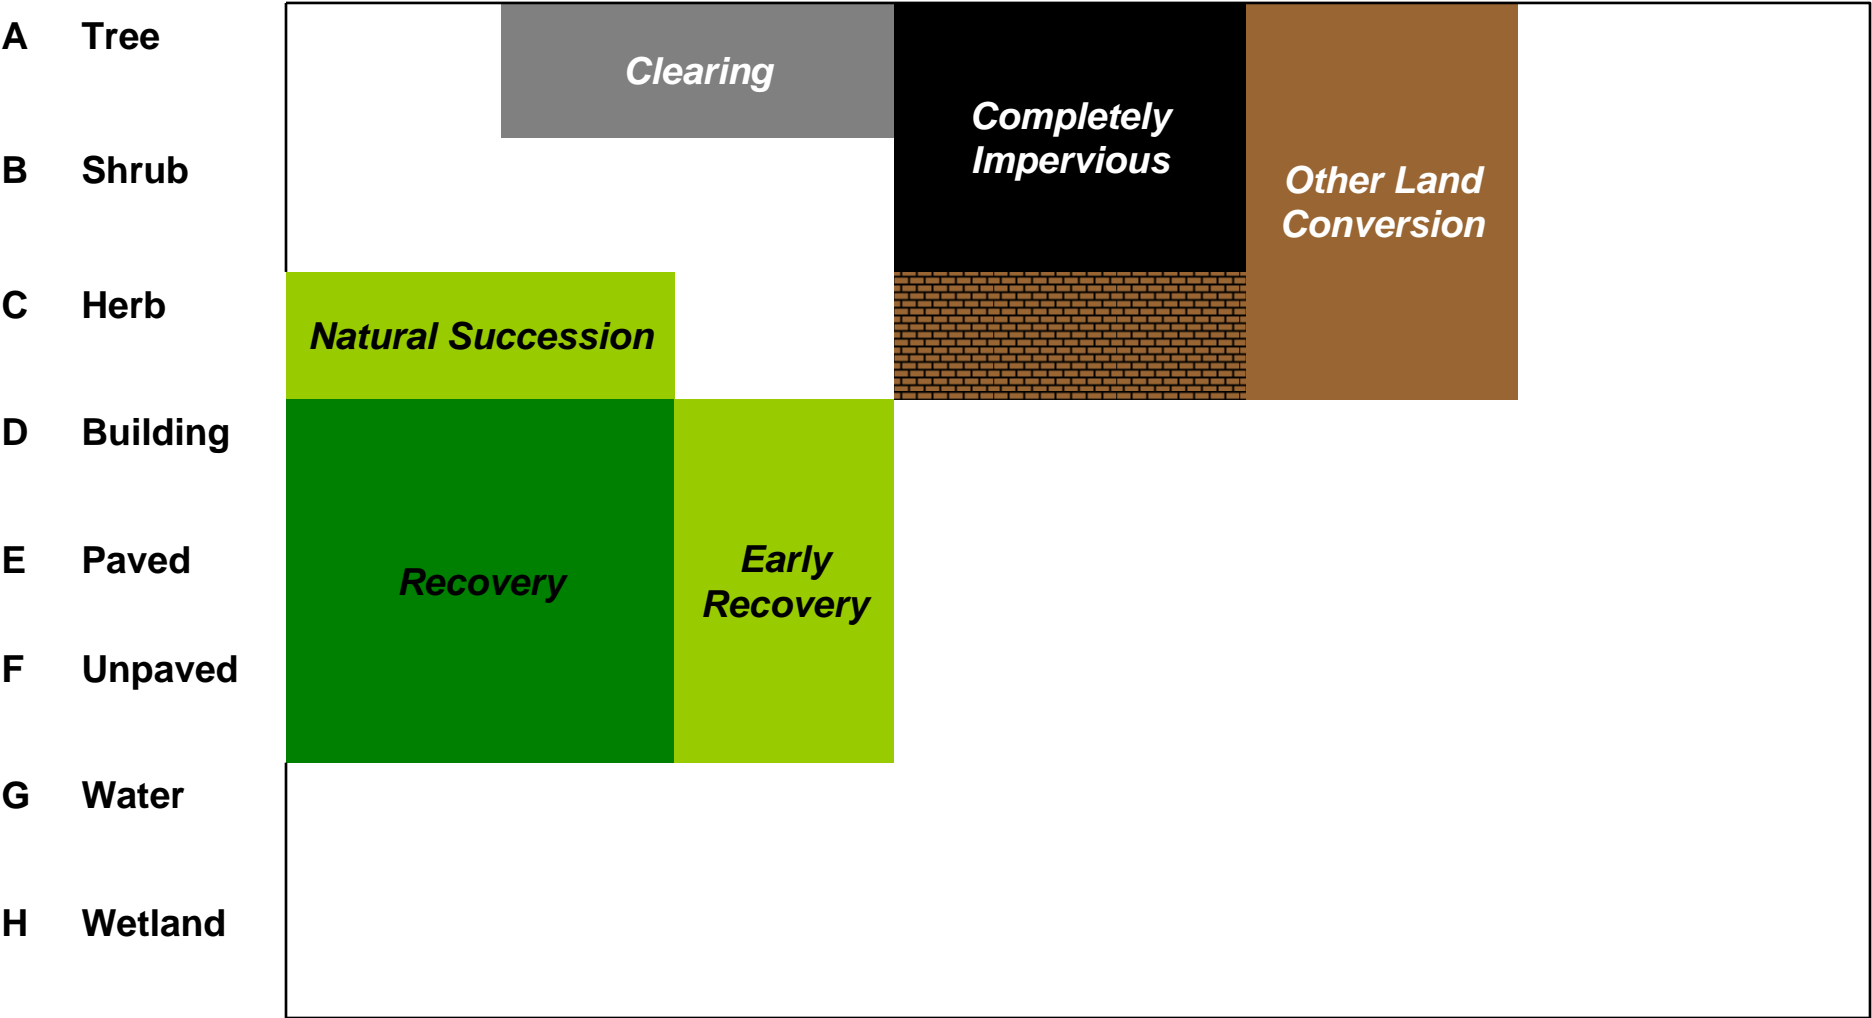 A Tree
Clearing
Completely
Impervious
B Shrub
Other Land
Conversion
C Herb
Natural Succession
D Building
E Paved
Recovery
Early
Recovery
F Unpaved
G Water
H Wetland